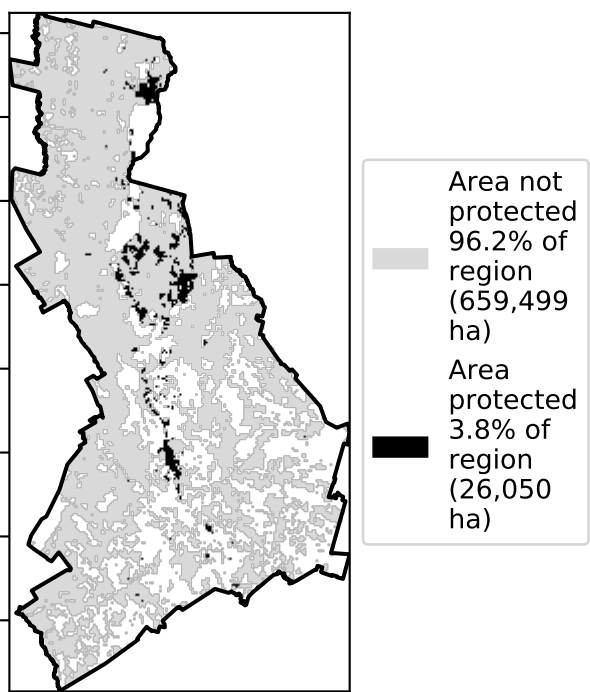 Area not
protected
96.2% of
region
(659,499
ha)
Area
protected
3.8% of
region
(26,050
ha)